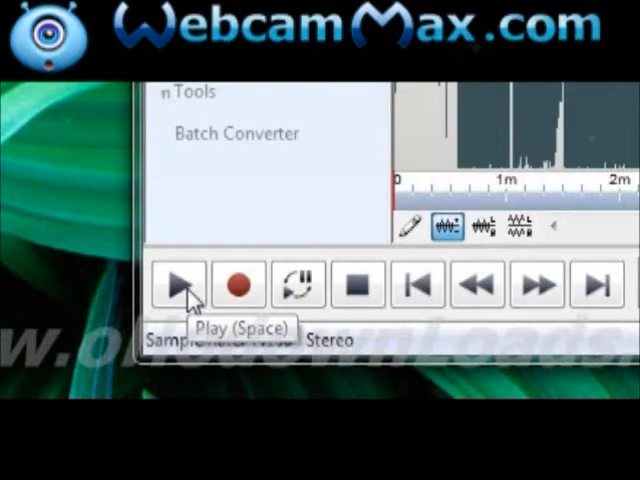 WebcamMax.com
Tools
Batch Converter
0 1m 2m
Play (Space)
Stereo